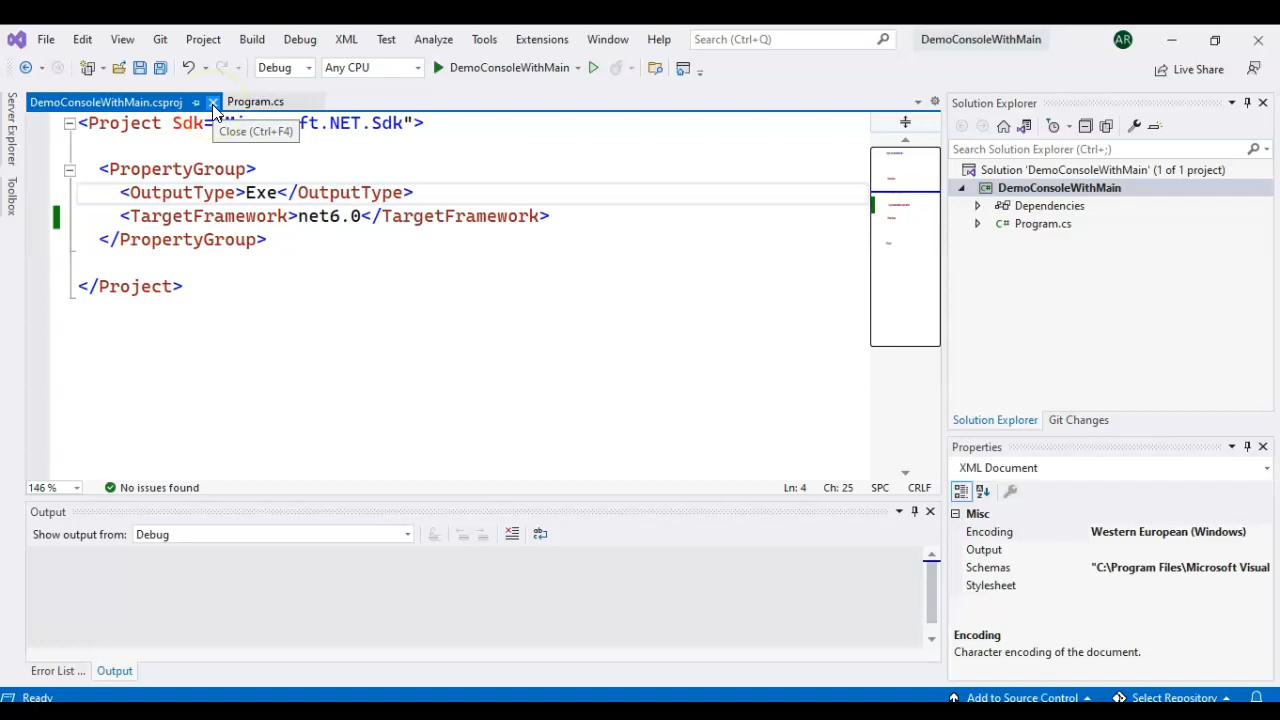 File Edit View Git Project Build Debug XML Test Analyze Tools Extensions Window Help Search (Ctrl+Q) DemoConsoleWithMain AR
Debug Any CPU DemoConsoleWithMain Live Share
Server Explorer
Toolbox
DemoConsoleWithMain.csproj Program.cs
Close (Ctrl+F4)
<Project Sdk="Microsoft.NET.Sdk">
<PropertyGroup>
<OutputType>Exe</OutputType>
<TargetFramework>net6.0</TargetFramework>
</PropertyGroup>
</Project>
146 % No issues found Ln: 4 Ch: 25 SPC CRLF
Output
Show output from: Debug
Error List ... Output
Solution Explorer
Search Solution Explorer (Ctrl+;)
Solution 'DemoConsoleWithMain' (1 of 1 project)
DemoConsoleWithMain
Dependencies
C# Program.cs
Solution Explorer Git Changes
Properties
XML Document
Misc
Encoding Western European (Windows)
Output
Schemas "C:\Program Files\Microsoft Visual
Stylesheet
Encoding
Character encoding of the document.
Ready Add to Source Control Select Repository